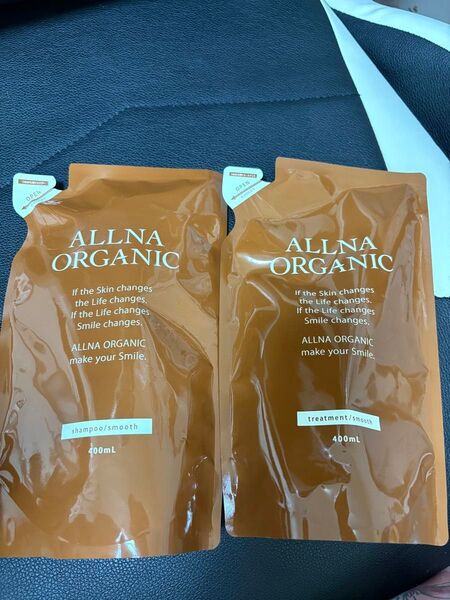 OPEN
ALLNA
ORGANIC
If the Skin changes
the Life changes.
If the Life changes
Smile changes.
ALLNA ORGANIC
make your Smile.
shampoo/smooth
400mL
OPEN
ALLNA
ORGANIC
If the Skin changes
the Life changes.
If the Life changes
Smile changes.
ALLNA ORGANIC
make your Smile.
treatment/smooth
400mL